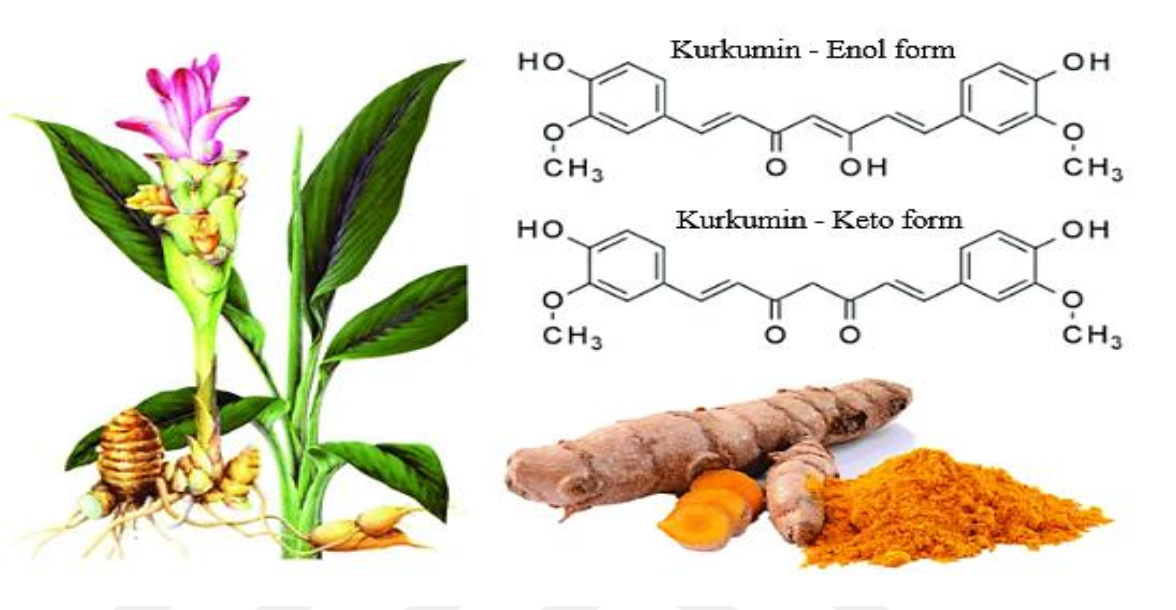 Kurkumin - Enol form
HO
OH
O
O
CH3
O
OH
CH3
Kurkumin - Keto form
HO
OH
O
O
CH3
O
O
CH3